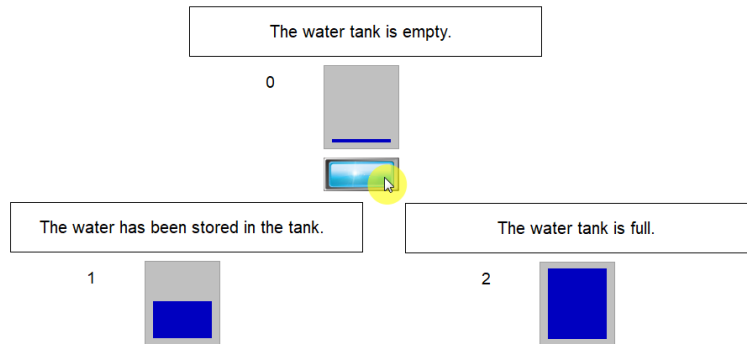 The water tank is empty.
0
The water has been stored in the tank.
The water tank is full.
1
2